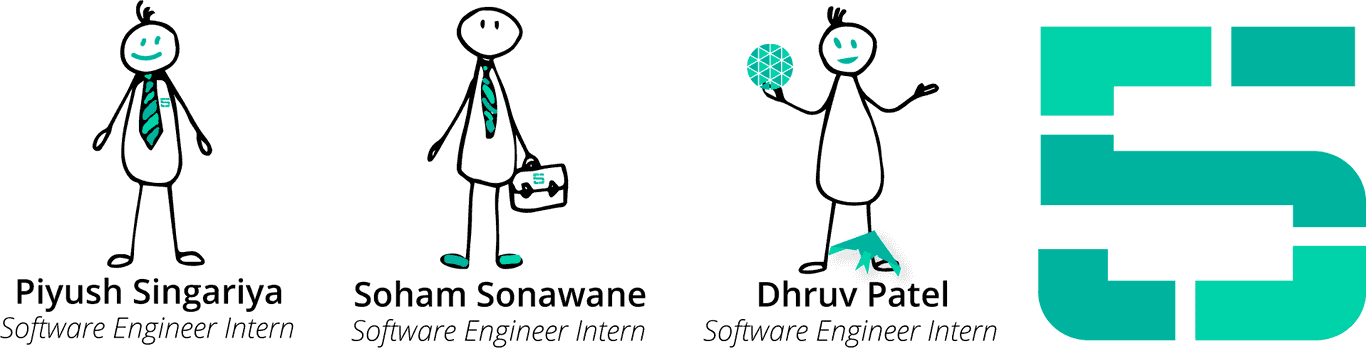 Piyush Singariya
Software Engineer Intern
Soham Sonawane
Software Engineer Intern
Dhruv Patel
Software Engineer Intern